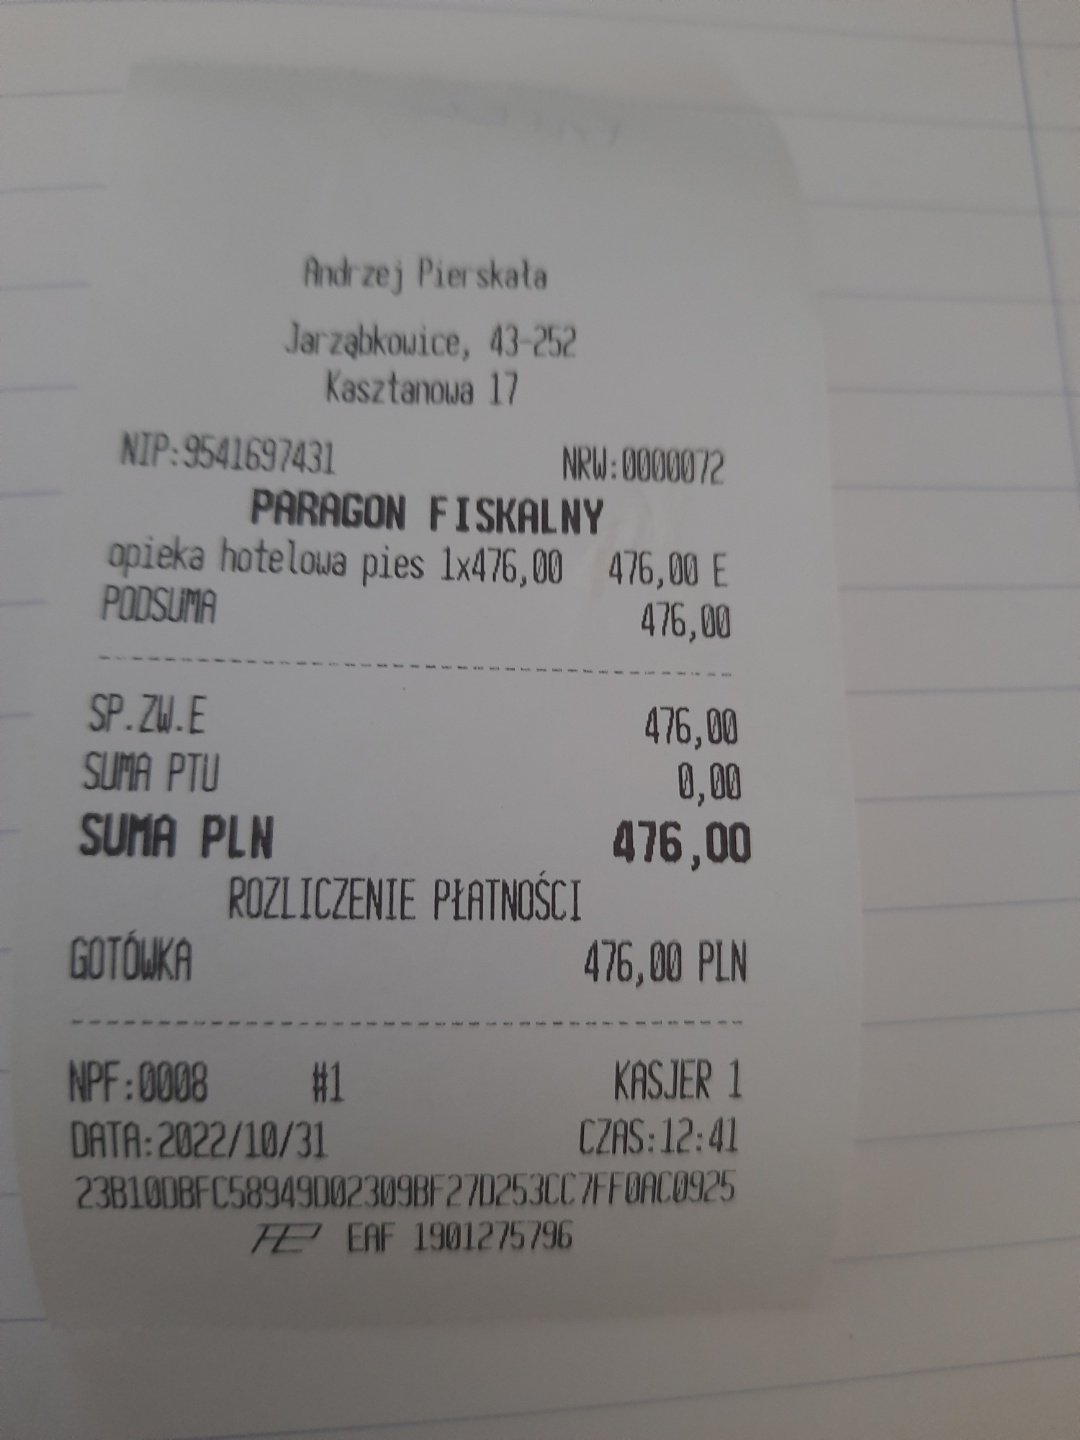 Andrzej Pierskała
Jarząbkowice, 43-252
Kasztanowa 17
NIP:9541697431 NRW:0000072
PARAGON FISKALNY
opieka hotelowa pies 1x476,00 476,00 E
PODSUMA 476,00
SP.ZW.E 476,00
SUMA PTU 0,00
SUMA PLN 476,00
ROZLICZENIE PŁATNOŚCI
GOTÓWKA 476,00 PLN
NPF:0008 #1 KASJER 1
DATA:2022/10/31 CZAS:12:41
23B10DBFC58949D02309BF27D253CC7FF0AC0925
EAF 1901275796